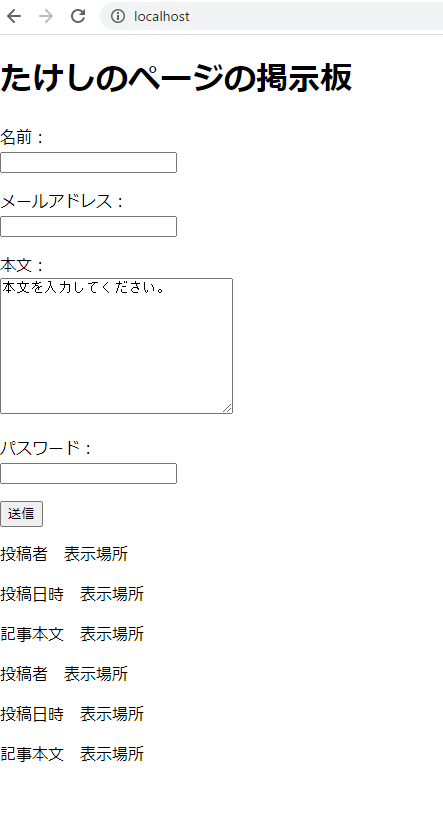 localhost
たけしのページの掲示板
名前：
メールアドレス：
本文：
本文を入力してください。
パスワード：
送信
投稿者　表示場所
投稿日時　表示場所
記事本文　表示場所
投稿者　表示場所
投稿日時　表示場所
記事本文　表示場所